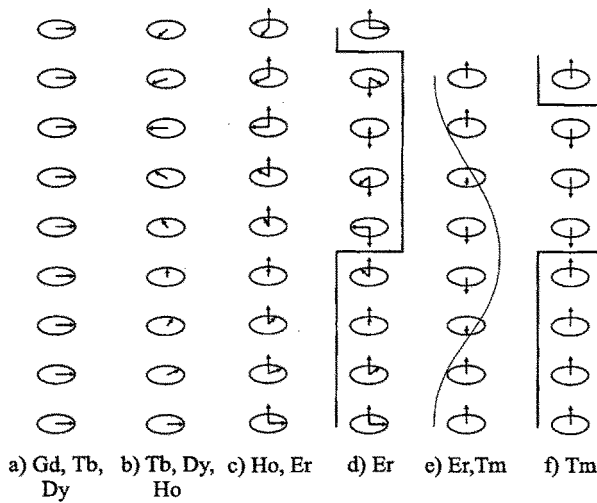 a) Gd, Tb, b) Tb, Dy, c) Ho, Er d) Er e) Er,Tm f) Tm
Dy Ho